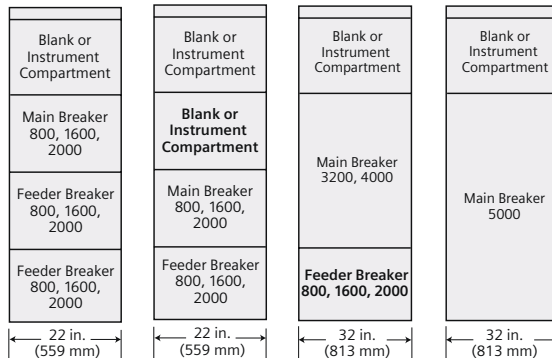 Blank or
Instrument
Compartment
Main Breaker
800, 1600,
2000
Feeder Breaker
800, 1600,
2000
Feeder Breaker
800, 1600,
2000
22 in.
(559 mm)
Blank or
Instrument
Compartment
Blank or
Instrument
Compartment
Main Breaker
800, 1600,
2000
Feeder Breaker
800, 1600,
2000
22 in.
(559 mm)
Blank or
Instrument
Compartment
Main Breaker
3200, 4000
Feeder Breaker
800, 1600, 2000
32 in.
(813 mm)
Blank or
Instrument
Compartment
Main Breaker
5000
32 in.
(813 mm)